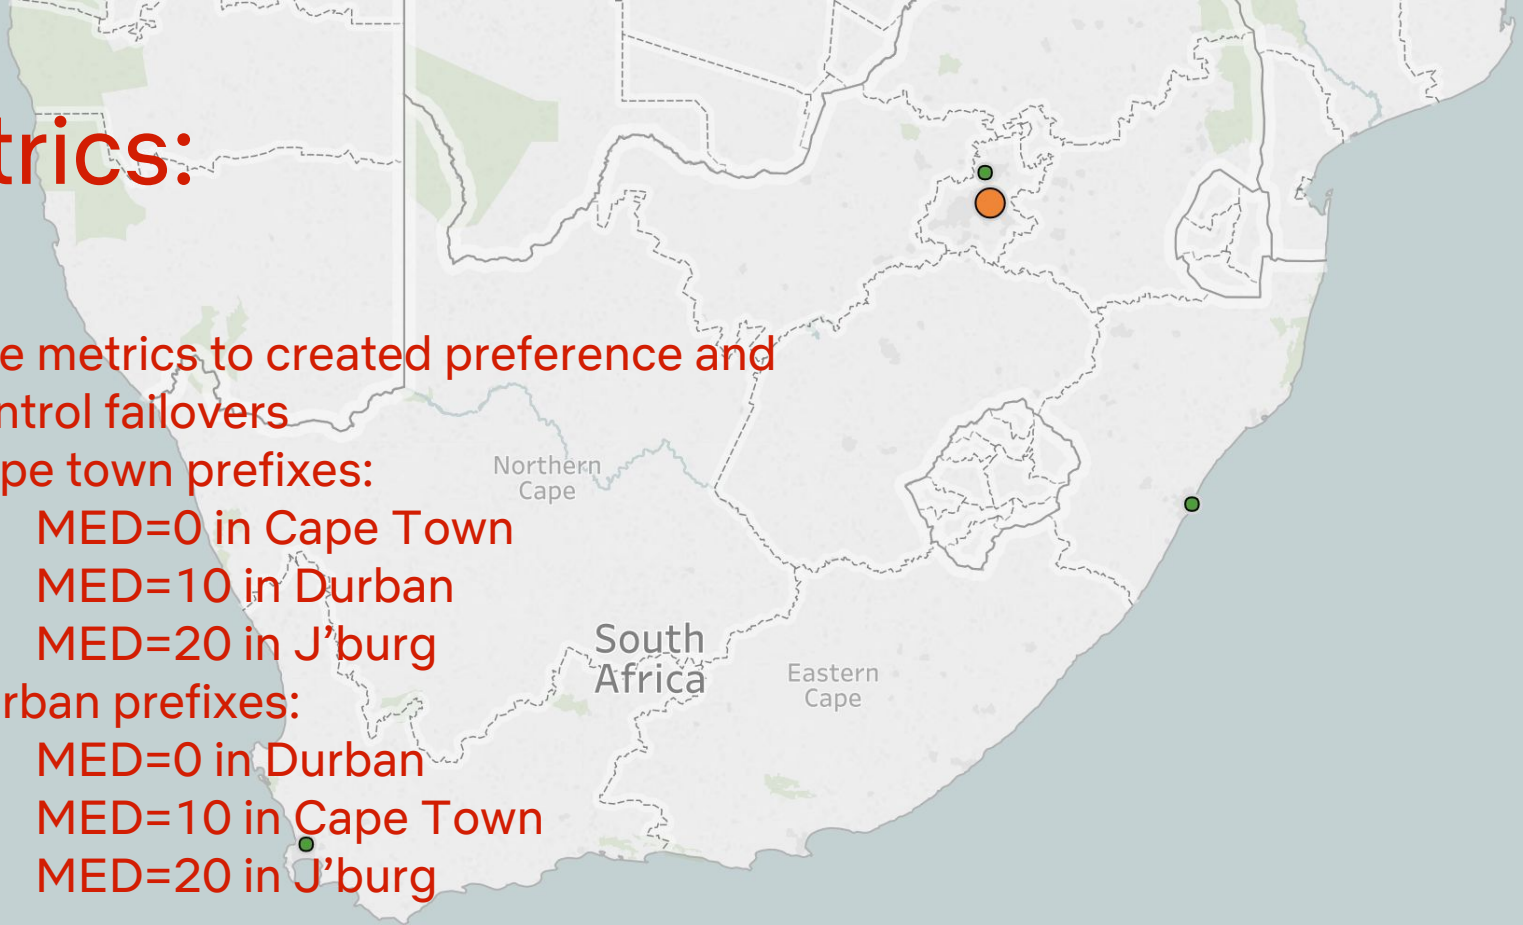 trics:
e metrics to created preference and
ntrol failovers
pe town prefixes:
MED=0 in Cape Town
MED=10 in Durban
MED=20 in J’burg
rban prefixes:
MED=0 in Durban
MED=10 in Cape Town
MED=20 in J’burg
Northern
Cape
South
Africa
Eastern
Cape